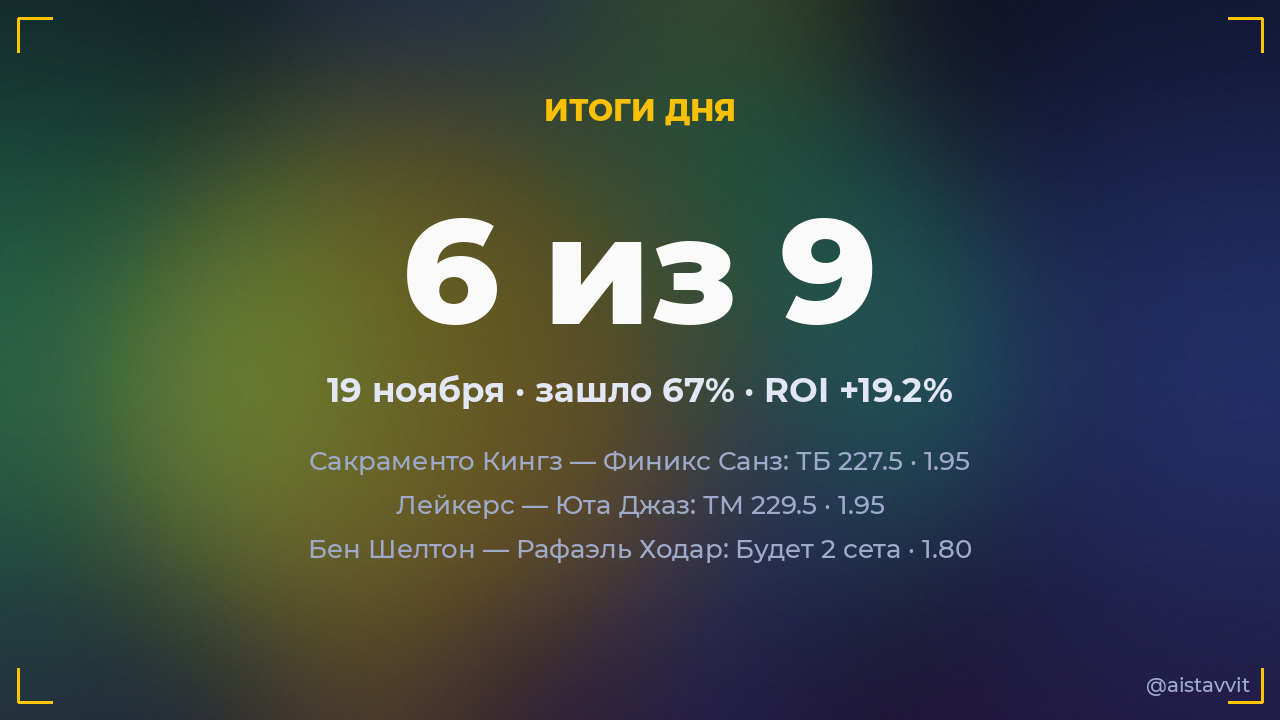 ИТОГИ ДНЯ
6 из 9
19 ноября · зашло 67% · ROI +19.2%
Сакраменто Кингз — Финикс Санз: ТБ 227.5 · 1.95
Лейкерс — Юта Джаз: ТМ 229.5 · 1.95
Бен Шелтон — Рафаэль Ходар: Будет 2 сета · 1.80
@aistavvit